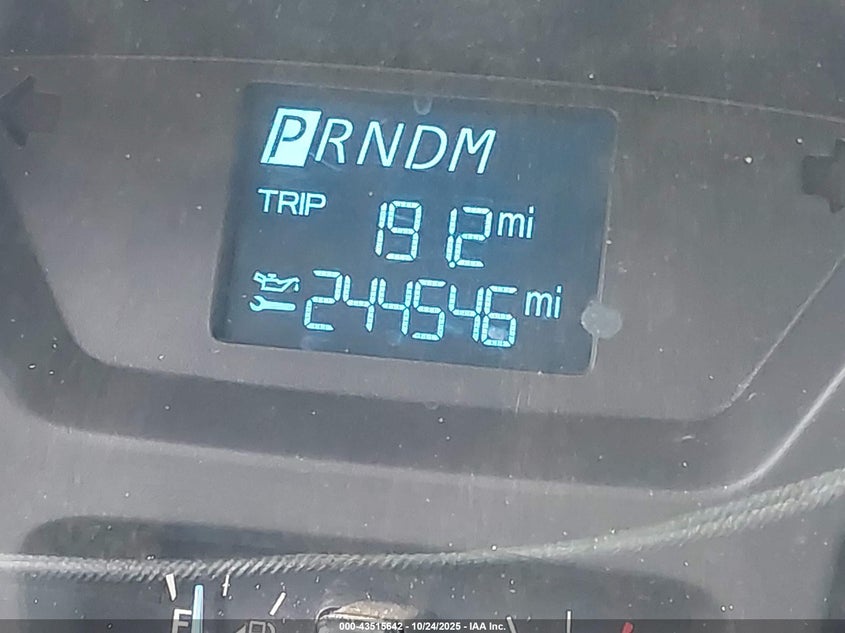 PRNDM
TRIP 191.2 mi
244546 mi
000-43515642 - 10/24/2025 - IAA Inc.